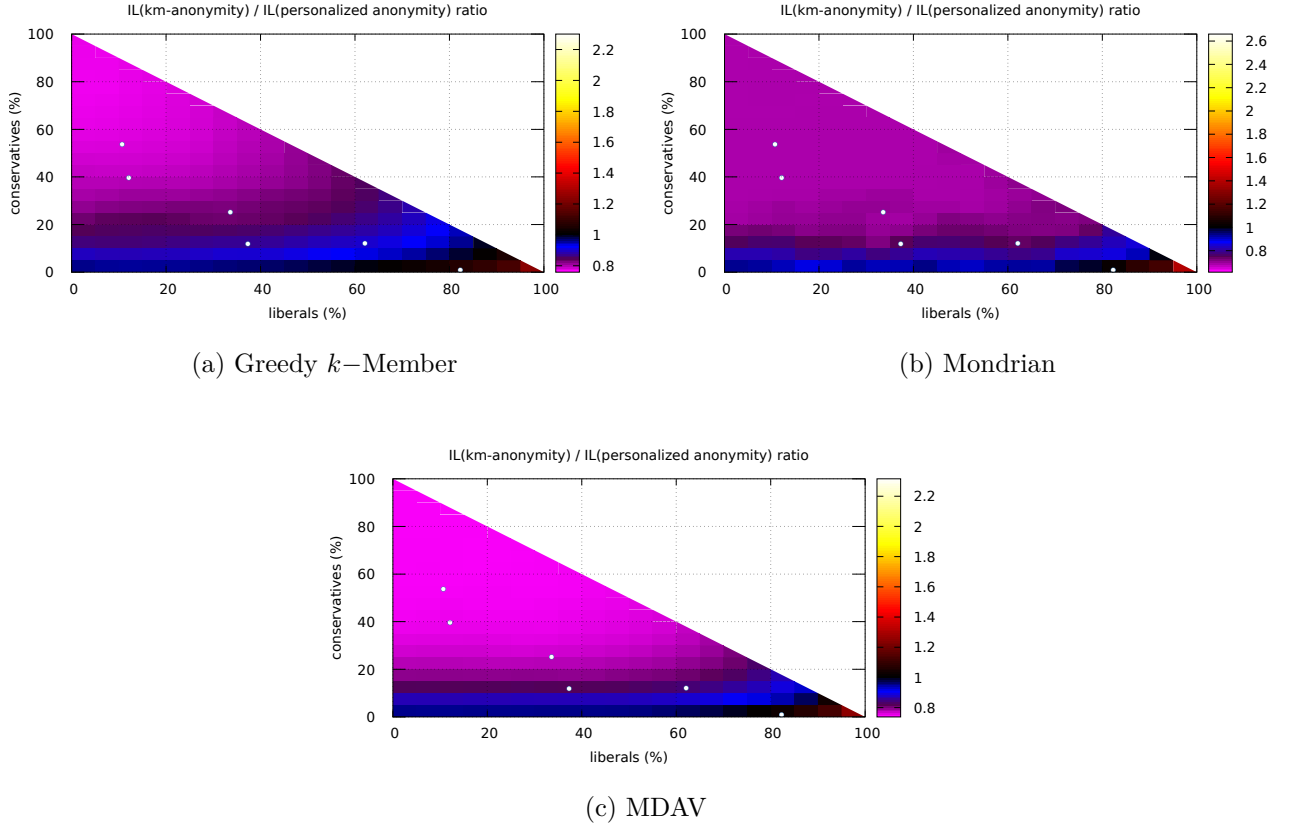 IL(km-anonymity) / IL(personalized anonymity) ratio
100
80
60
40
20
0
conservatives (%)
0 20 40 60 80 100
liberals (%)
2.2
2
1.8
1.6
1.4
1.2
1
0.8
(a) Greedy k−Member
IL(km-anonymity) / IL(personalized anonymity) ratio
100
80
60
40
20
0
conservatives (%)
0 20 40 60 80 100
liberals (%)
2.6
2.4
2.2
2
1.8
1.6
1.4
1.2
1
0.8
(b) Mondrian
IL(km-anonymity) / IL(personalized anonymity) ratio
100
80
60
40
20
0
conservatives (%)
0 20 40 60 80 100
liberals (%)
2.2
2
1.8
1.6
1.4
1.2
1
0.8
(c) MDAV